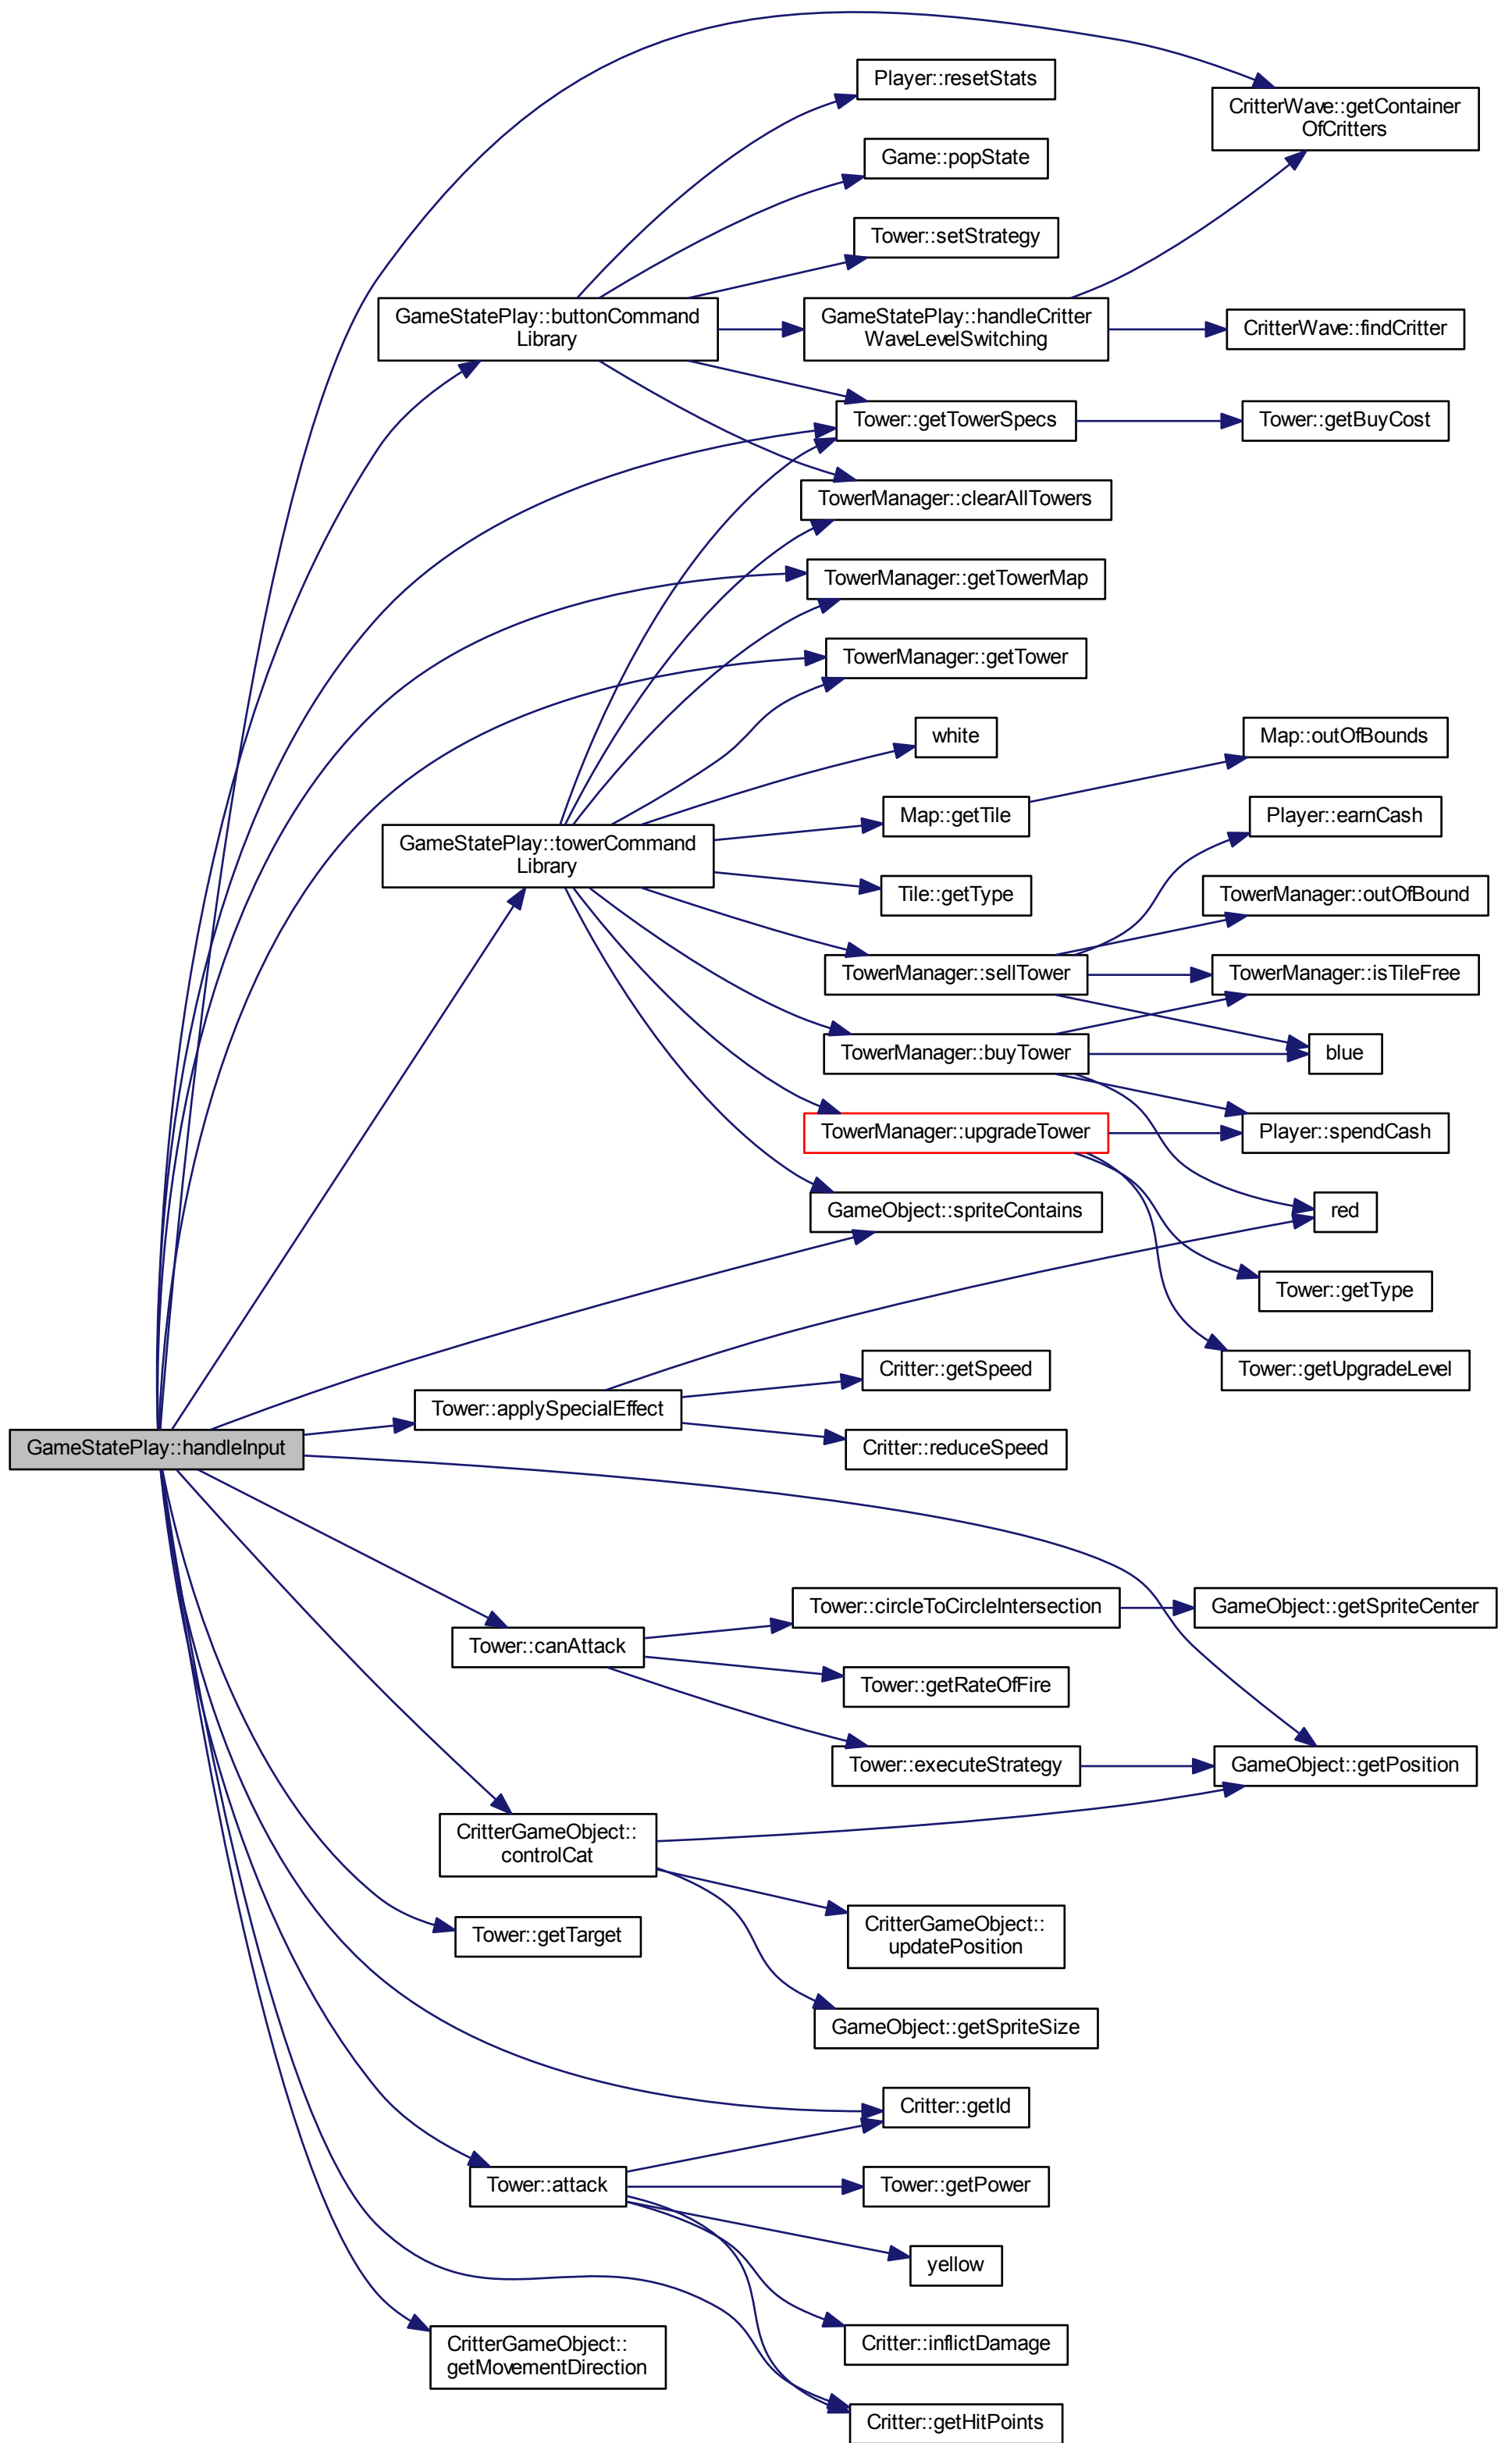 Player::resetStats
CritterWave::getContainer
OfCritters
Game::popState
Tower::setStrategy
GameStatePlay::buttonCommand
Library
GameStatePlay::handleCritter
WaveLevelSwitching
CritterWave::findCritter
Tower::getTowerSpecs
Tower::getBuyCost
TowerManager::clearAllTowers
TowerManager::getTowerMap
TowerManager::getTower
white
Map::outOfBounds
Map::getTile
Player::earnCash
GameStatePlay::towerCommand
Library
Tile::getType
TowerManager::outOfBound
TowerManager::sellTower
TowerManager::isTileFree
TowerManager::buyTower
blue
TowerManager::upgradeTower
Player::spendCash
GameObject::spriteContains
red
Tower::getType
Critter::getSpeed
Tower::getUpgradeLevel
Tower::applySpecialEffect
GameStatePlay::handleInput
Critter::reduceSpeed
Tower::circleToCircleIntersection
GameObject::getSpriteCenter
Tower::canAttack
Tower::getRateOfFire
Tower::executeStrategy
GameObject::getPosition
CritterGameObject::
controlCat
Tower::getTarget
CritterGameObject::
updatePosition
GameObject::getSpriteSize
Critter::getId
Tower::attack
Tower::getPower
yellow
Critter::inflictDamage
CritterGameObject::
getMovementDirection
Critter::getHitPoints